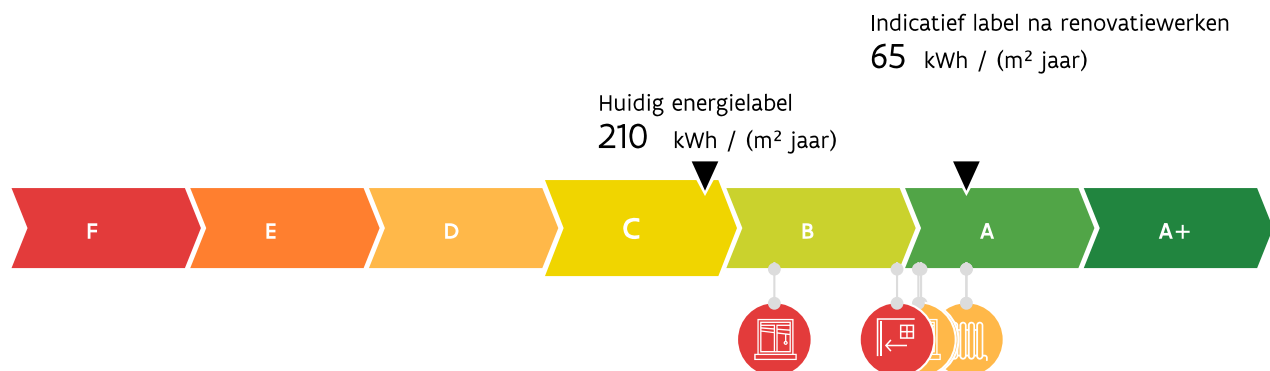 Indicatief label na renovatiewerken
65 kWh / (m² jaar)
Huidig energielabel
210 kWh / (m² jaar)
F E D C B A A+